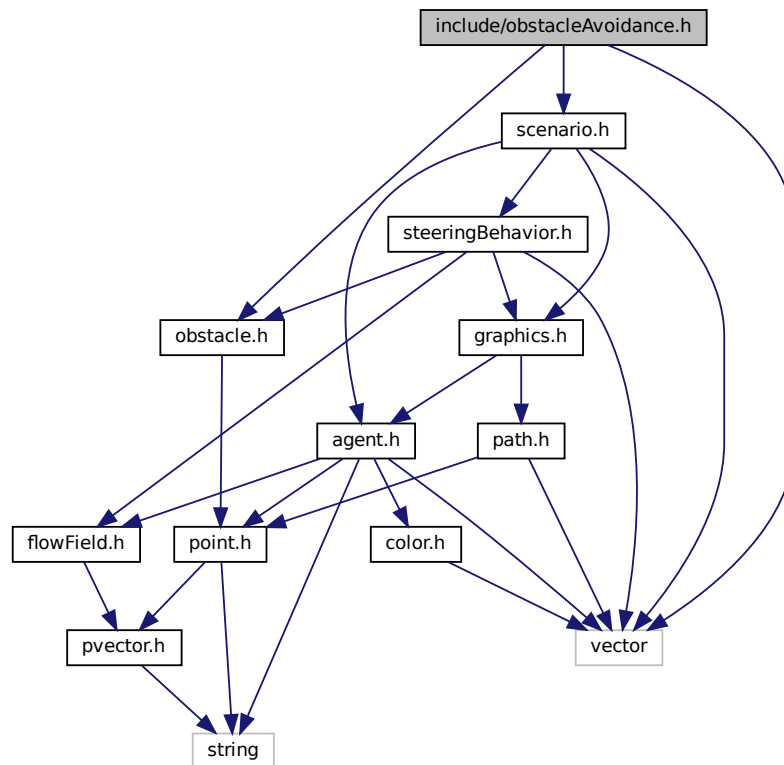 include/obstacleAvoidance.h
scenario.h
steeringBehavior.h
obstacle.h
graphics.h
agent.h
path.h
flowField.h
point.h
color.h
pvector.h
vector
string